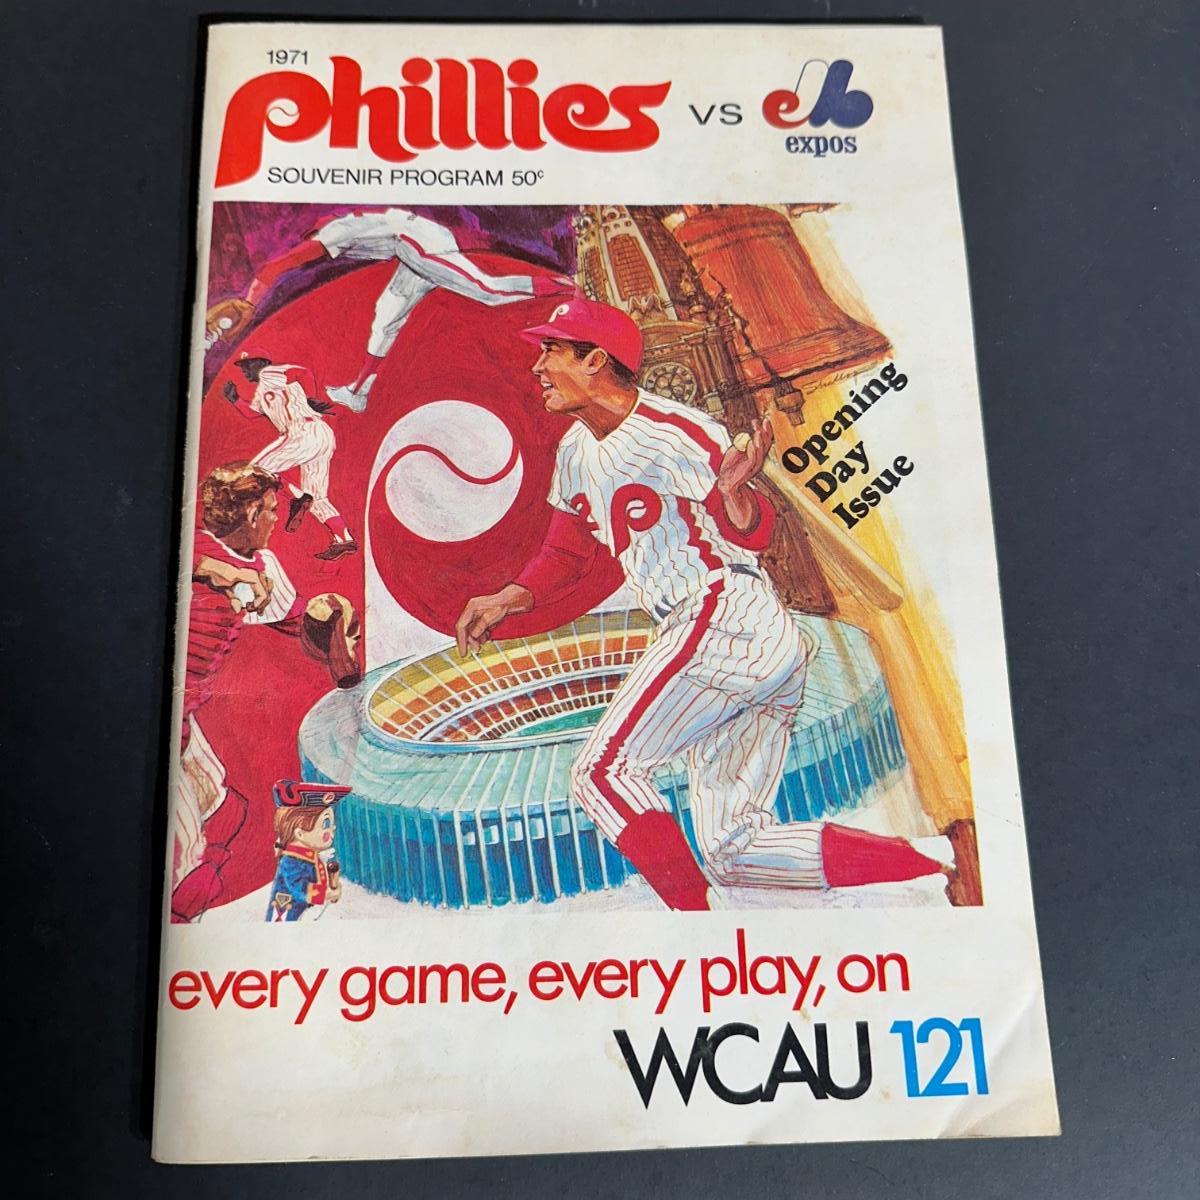 1971
phillies vs
expos
SOUVENIR PROGRAM 50¢
Opening
Day
Issue
every game, every play, on
WCAU 121